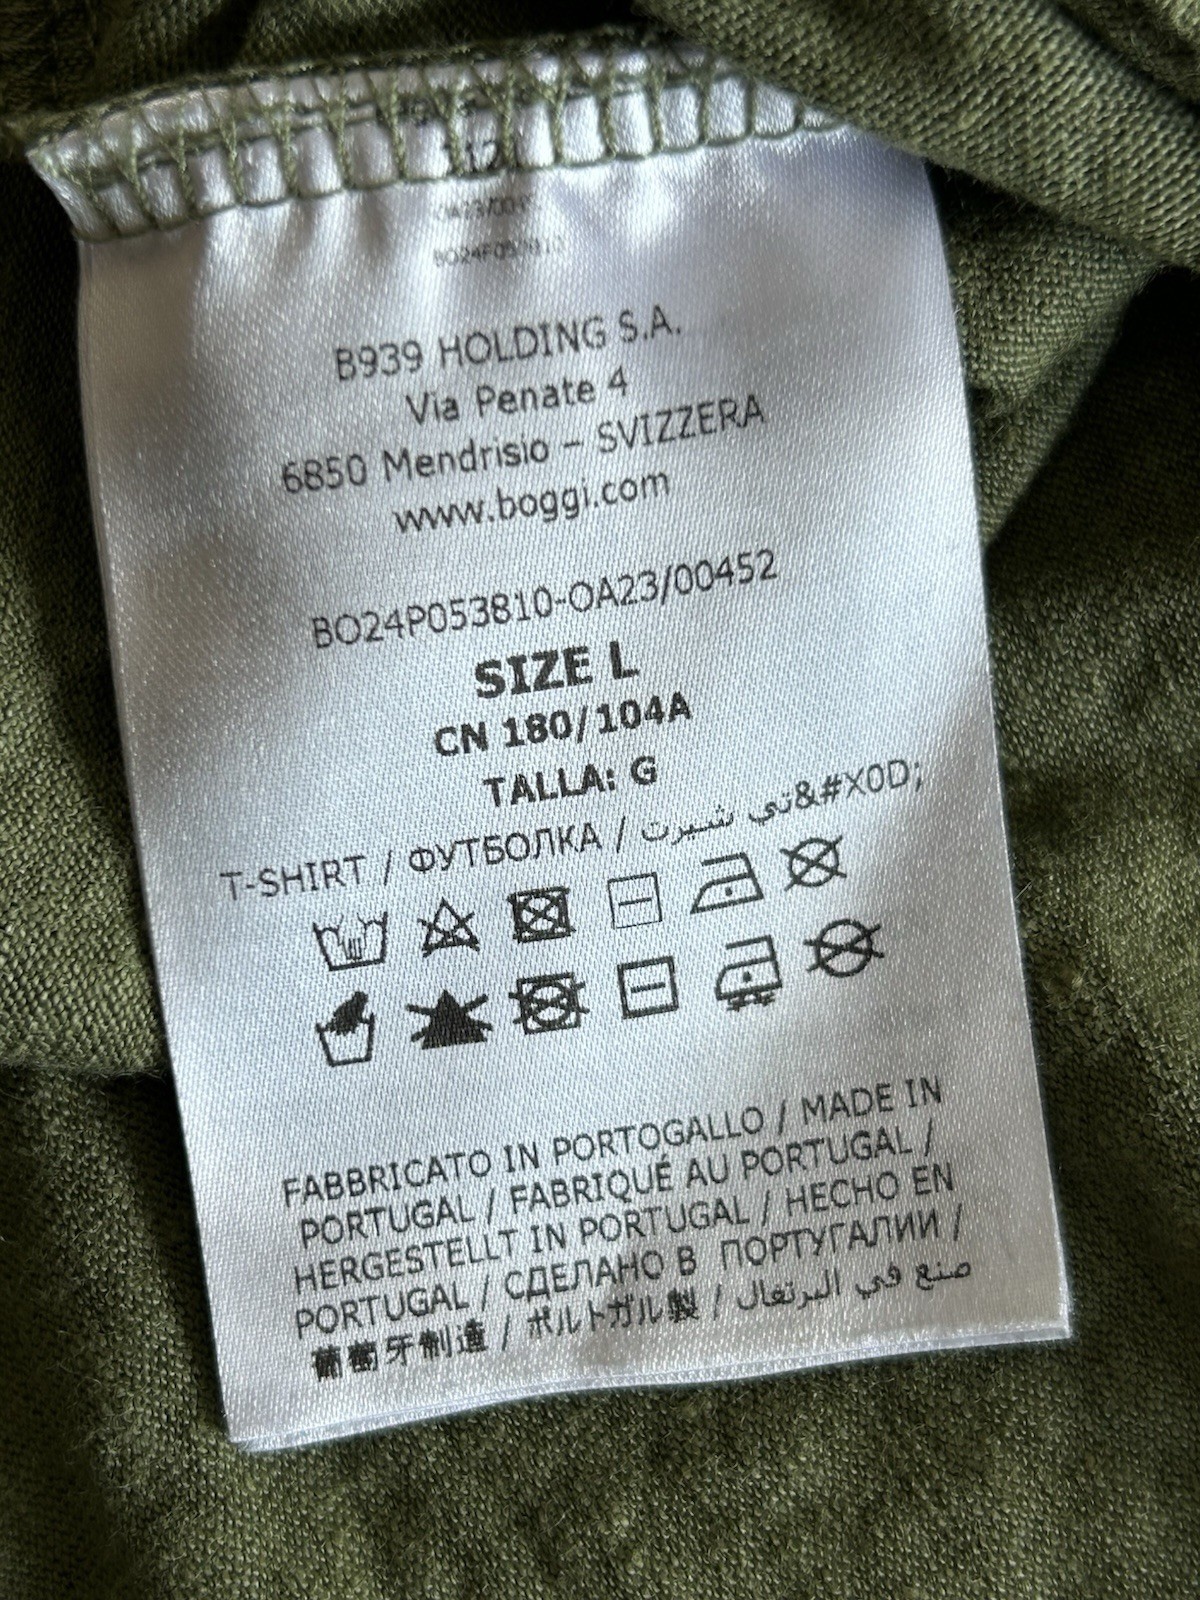 B939 HOLDING S.A.
Via Penate 4
6850 Mendrisio – SVIZZERA
www.boggi.com
BO24P053810-OA23/00452
SIZE L
CN 180/104A
TALLA: G
T-SHIRT / ФУТБОЛКА / تي شيرت&#X0D;
FABBRICATO IN PORTOGALLO / MADE IN
PORTUGAL / FABRIQUÉ AU PORTUGAL /
HERGESTELLT IN PORTUGAL / HECHO EN
PORTUGAL / СДЕЛАНО В ПОРТУГАЛИИ /
葡萄牙制造 / ポルトガル製 / صنع في البرتغال